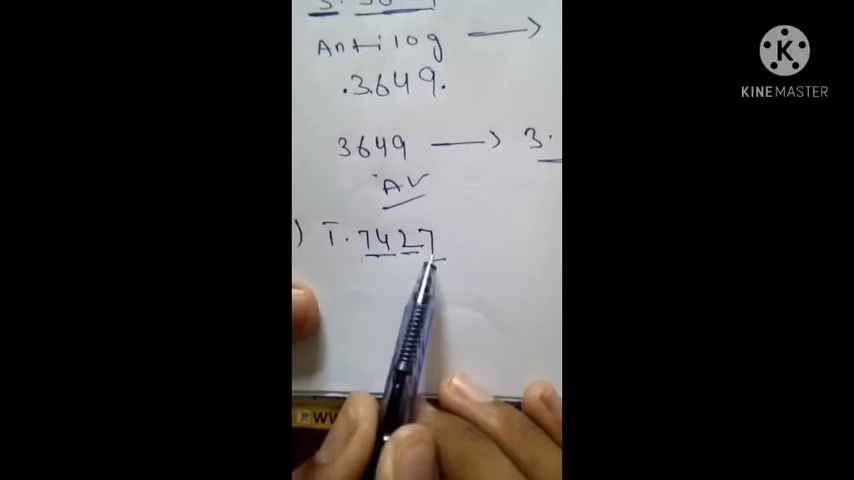 Antilog →
.3649.
3649 → 3.
AV
) 1̅.7427
K
KINEMASTER